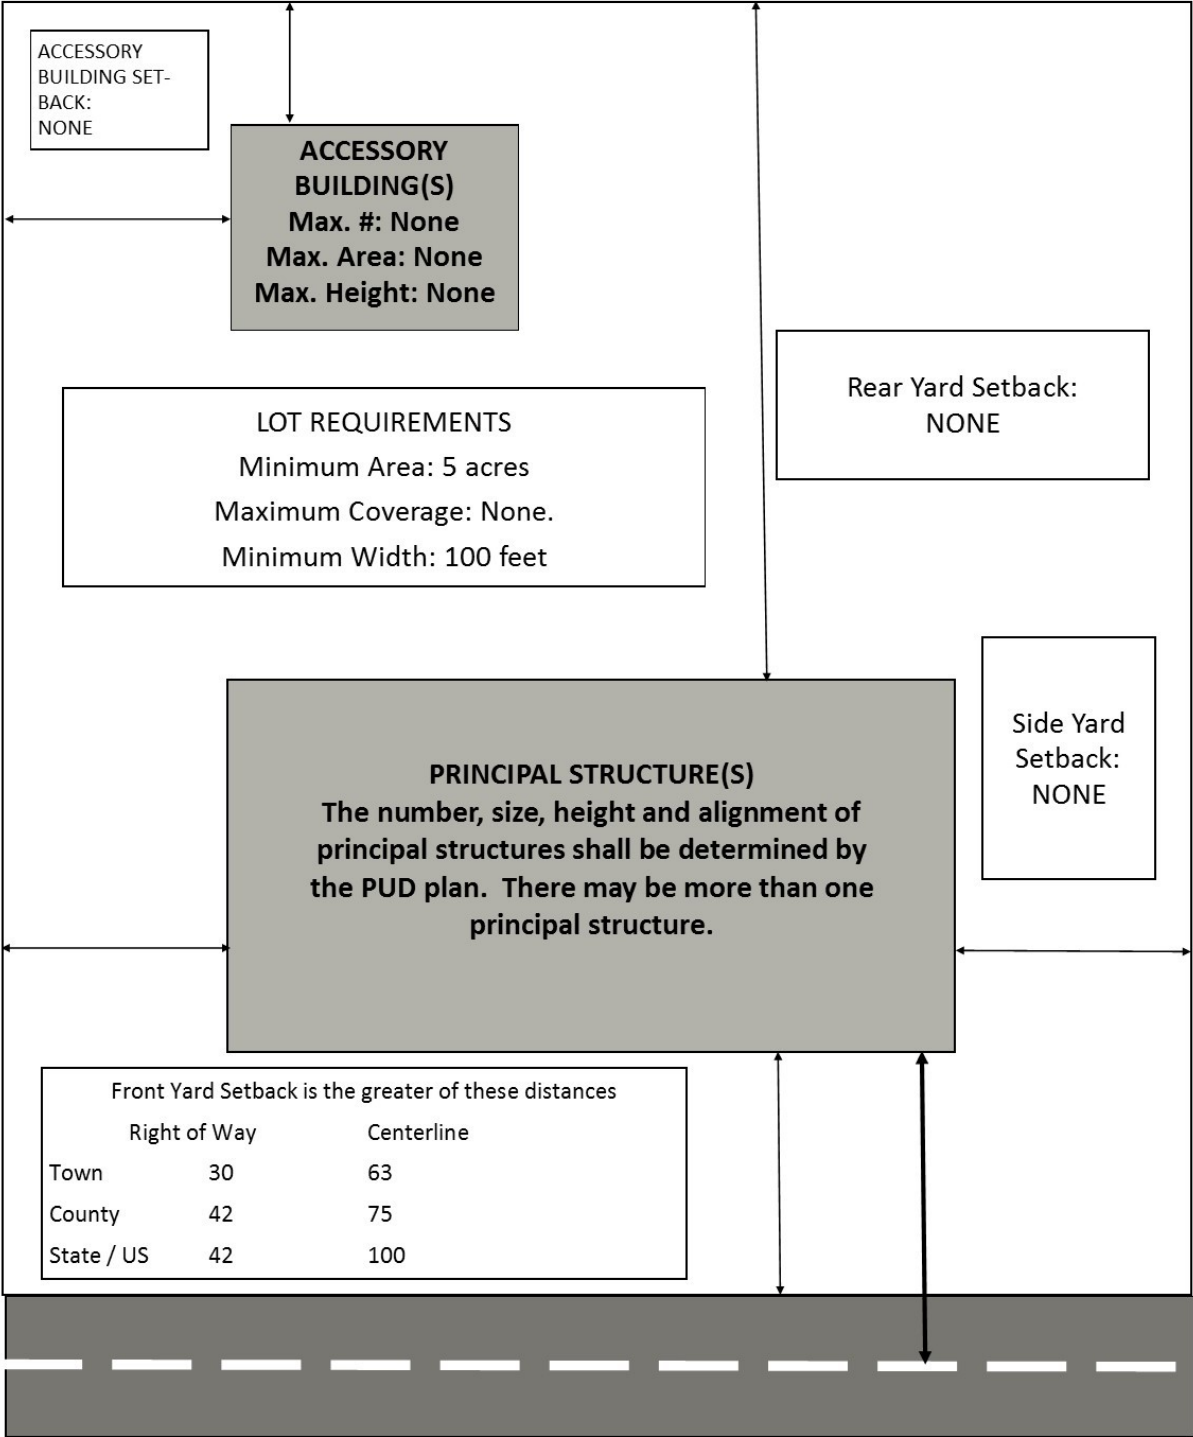 ACCESSORY
BUILDING SET-
BACK:
NONE
ACCESSORY
BUILDING(S)
Max. #: None
Max. Area: None
Max. Height: None
Rear Yard Setback:
NONE
LOT REQUIREMENTS
Minimum Area: 5 acres
Maximum Coverage: None.
Minimum Width: 100 feet
Side Yard
Setback:
NONE
PRINCIPAL STRUCTURE(S)
The number, size, height and alignment of
principal structures shall be determined by
the PUD plan.  There may be more than one
principal structure.
Front Yard Setback is the greater of these distances
Right of Way Centerline
Town 30 63
County 42 75
State / US 42 100